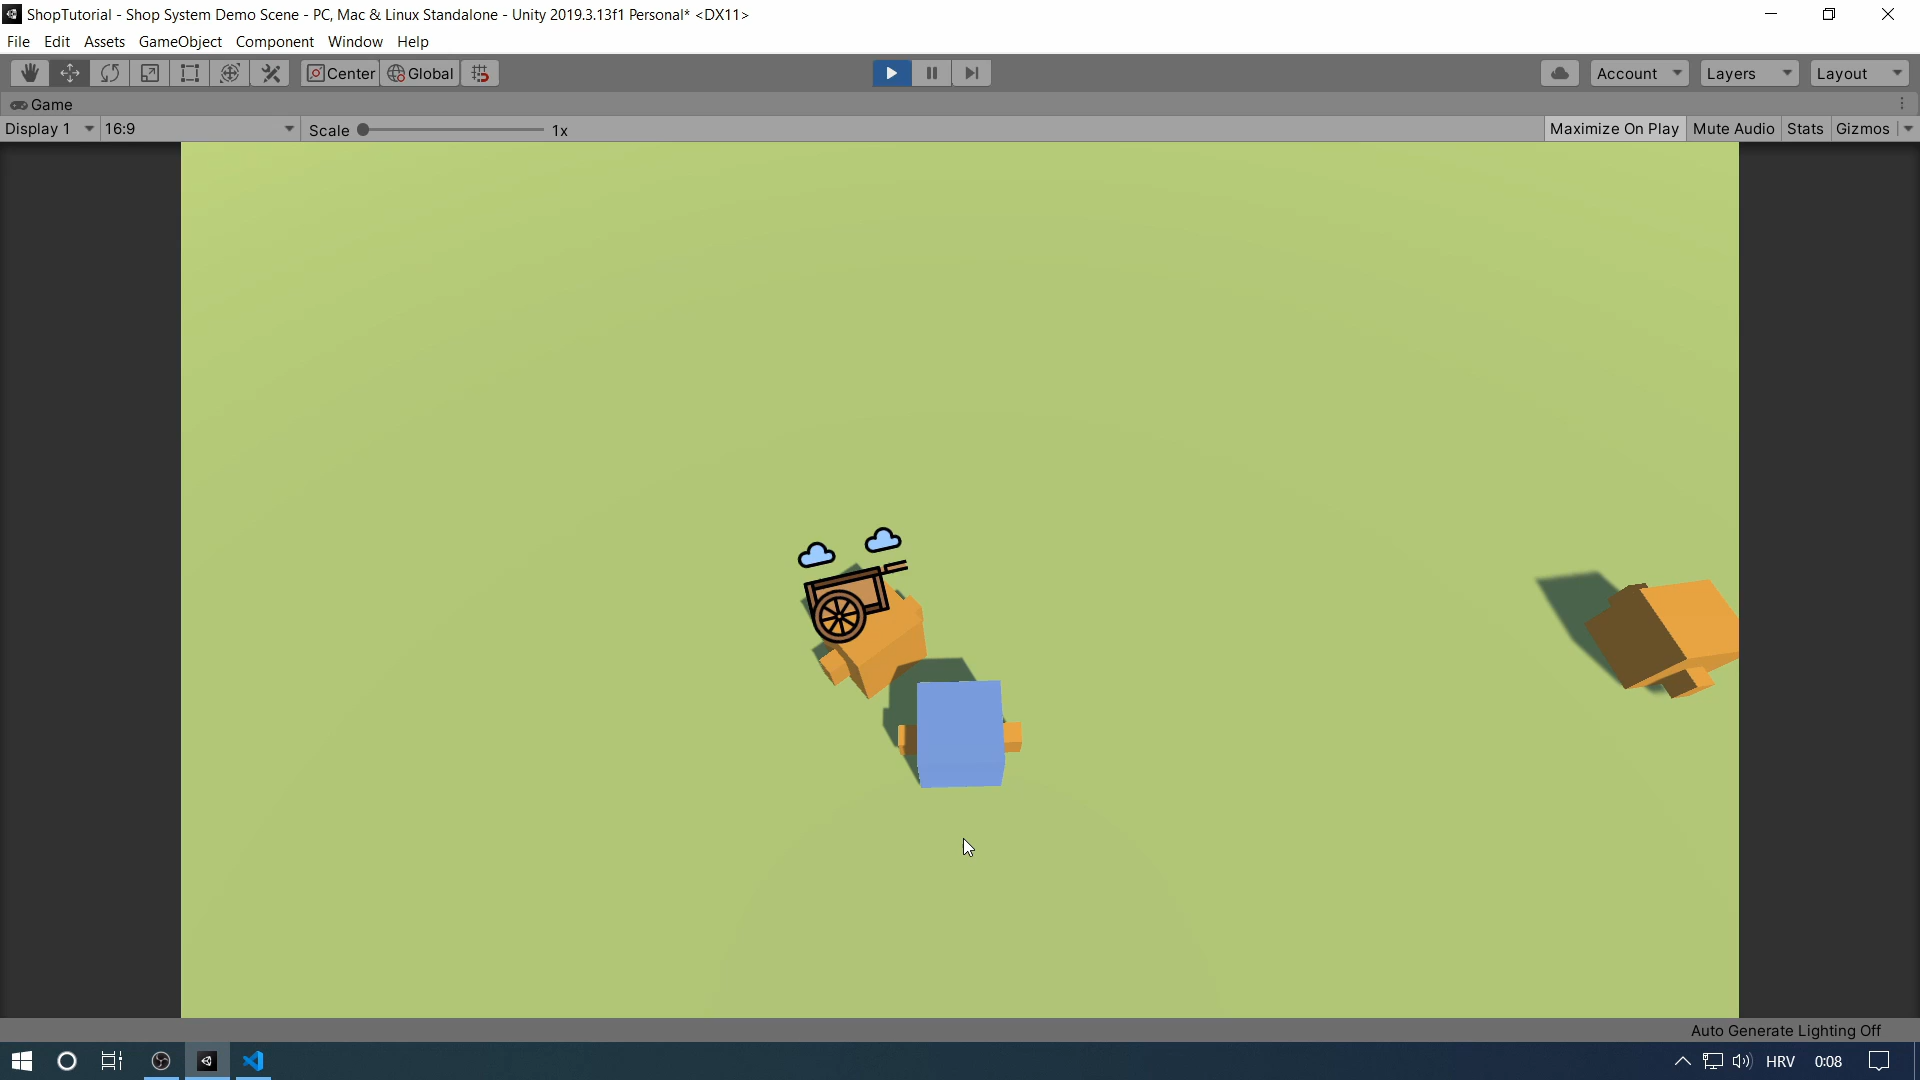 ShopTutorial - Shop System Demo Scene - PC, Mac & Linux Standalone - Unity 2019.3.13f1 Personal* <DX11>
File Edit Assets GameObject Component Window Help
Center Global Account Layers Layout
Game
Display 1 16:9 Scale 1x Maximize On Play Mute Audio Stats Gizmos
Auto Generate Lighting Off
HRV 0:08